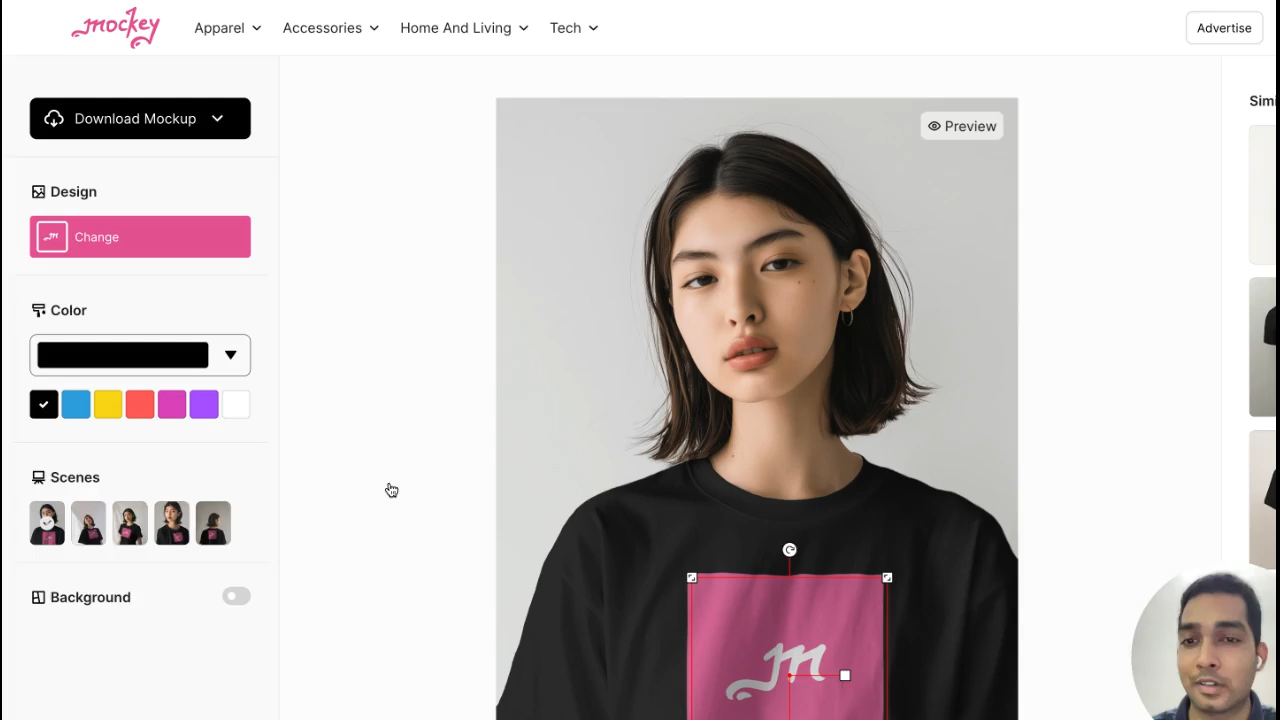 mockey
Apparel
Accessories
Home And Living
Tech
Advertise
Download Mockup
Preview
Design
Change
Color
Scenes
Background
m